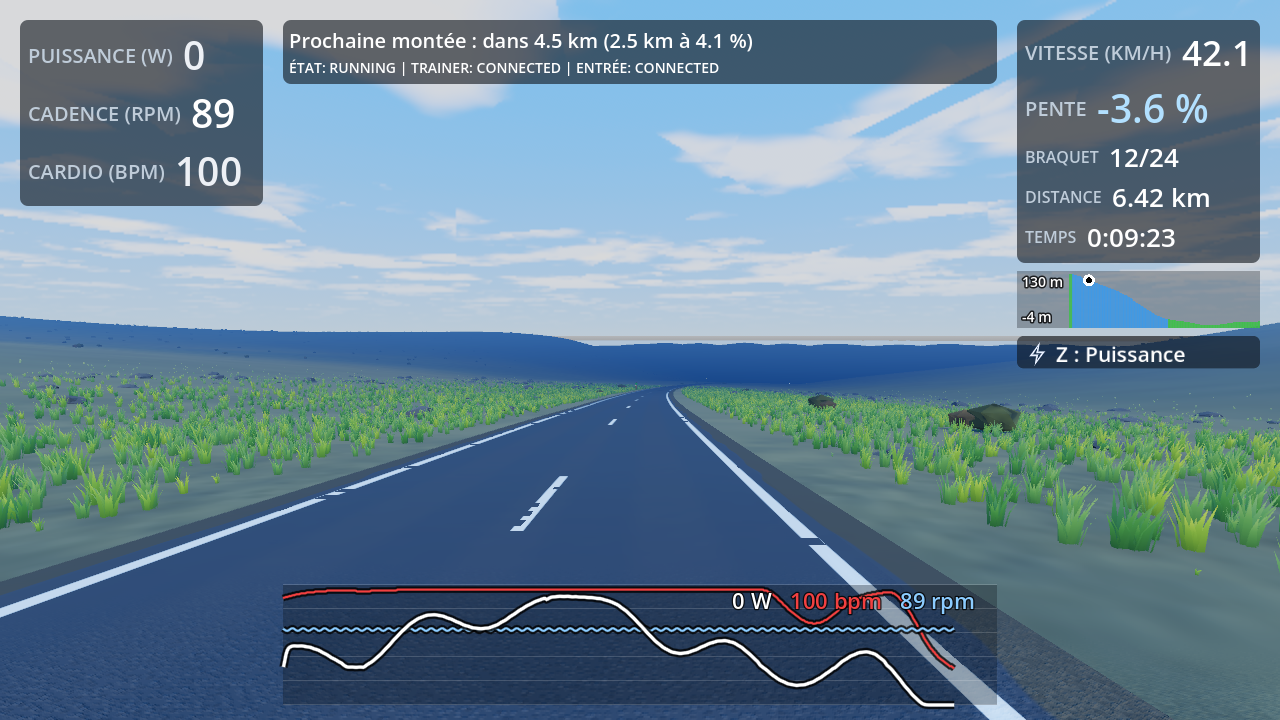 PUISSANCE (W) 0
CADENCE (RPM) 89
CARDIO (BPM) 100
Prochaine montée : dans 4.5 km (2.5 km à 4.1 %)
ÉTAT: RUNNING | TRAINER: CONNECTED | ENTRÉE: CONNECTED
VITESSE (KM/H) 42.1
PENTE -3.6 %
BRAQUET 12/24
DISTANCE 6.42 km
TEMPS 0:09:23
130 m
-4 m
Z : Puissance
0 W 100 bpm 89 rpm